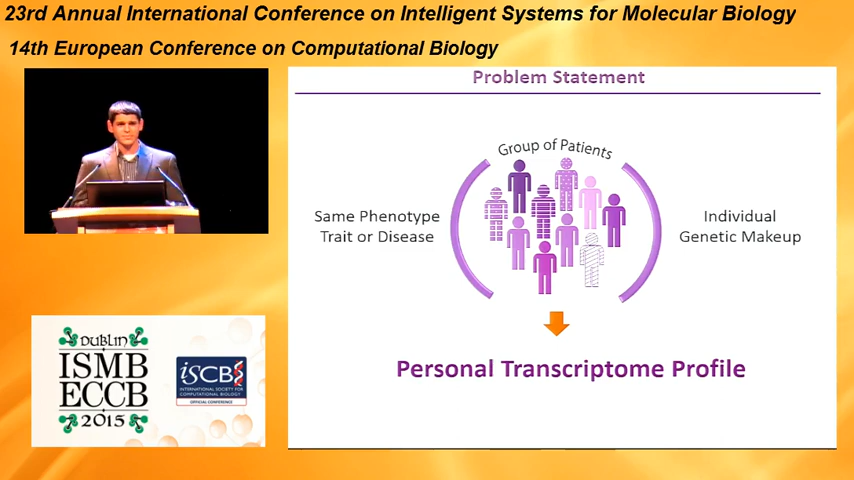 23rd Annual International Conference on Intelligent Systems for Molecular Biology
14th European Conference on Computational Biology
Problem Statement
Group of Patients
Same Phenotype
Trait or Disease
Individual
Genetic Makeup
Personal Transcriptome Profile
DUBLIN
ISMB
ECCB
2015
ISCB
INTERNATIONAL SOCIETY FOR
COMPUTATIONAL BIOLOGY
OFFICIAL CONFERENCE